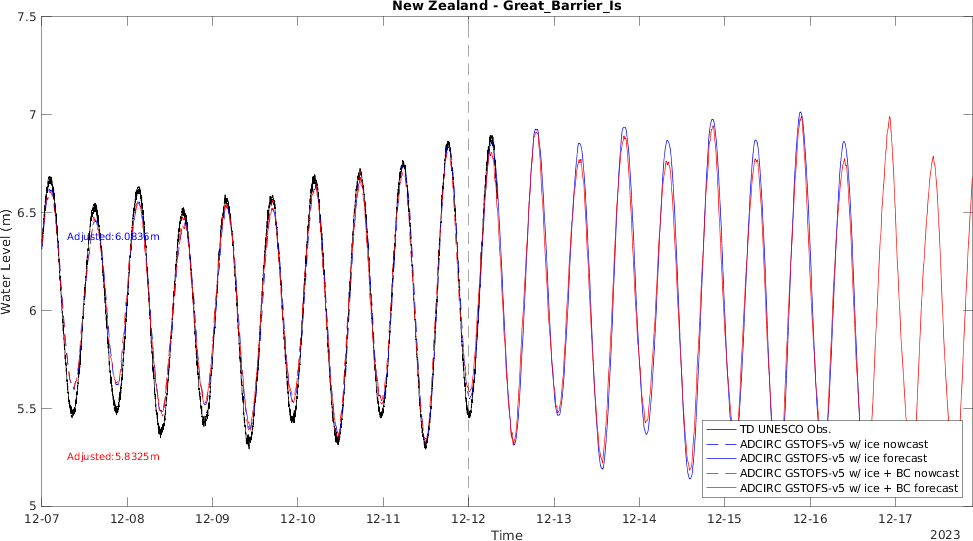 New Zealand - Great_Barrier_Is
7.5
7
6.5
6
5.5
5
Water Level (m)
Adjusted:6.0836m
Adjusted:5.8325m
TD UNESCO Obs.
ADCIRC GSTOFS-v5 w/ ice nowcast
ADCIRC GSTOFS-v5 w/ ice forecast
ADCIRC GSTOFS-v5 w/ ice + BC nowcast
ADCIRC GSTOFS-v5 w/ ice + BC forecast
12-07 12-08 12-09 12-10 12-11 12-12 12-13 12-14 12-15 12-16 12-17
Time
2023